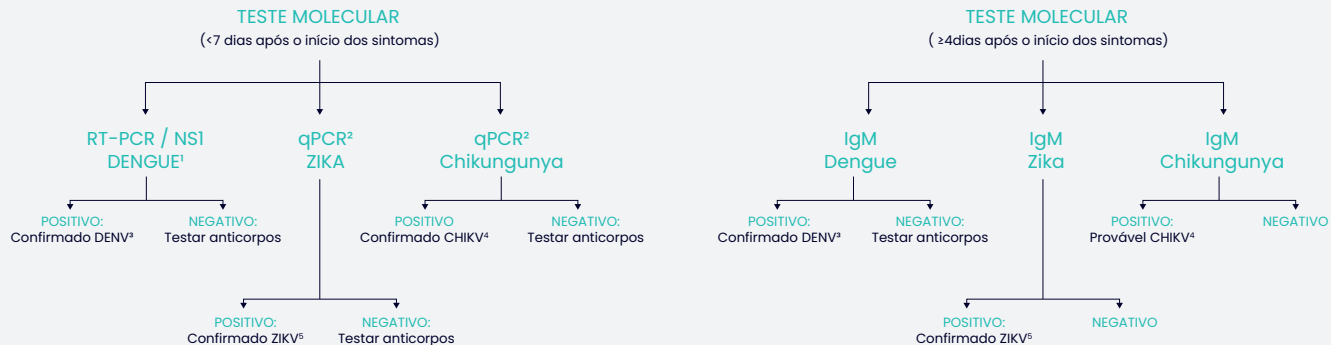 TESTE MOLECULAR
(<7 dias após o início dos sintomas)
RT-PCR / NS1
DENGUE¹
qPCR²
ZIKA
qPCR²
Chikungunya
POSITIVO:
Confirmado DENV³
NEGATIVO:
Testar anticorpos
POSITIVO
Confirmado CHIKV⁴
NEGATIVO:
Testar anticorpos
POSITIVO:
Confirmado ZIKV⁵
NEGATIVO:
Testar anticorpos
TESTE MOLECULAR
( ≥4dias após o início dos sintomas)
IgM
Dengue
IgM
Zika
IgM
Chikungunya
POSITIVO:
Confirmado DENV³
NEGATIVO:
Testar anticorpos
POSITIVO:
Provável CHIKV⁴
NEGATIVO
POSITIVO:
Confirmado ZIKV⁵
NEGATIVO